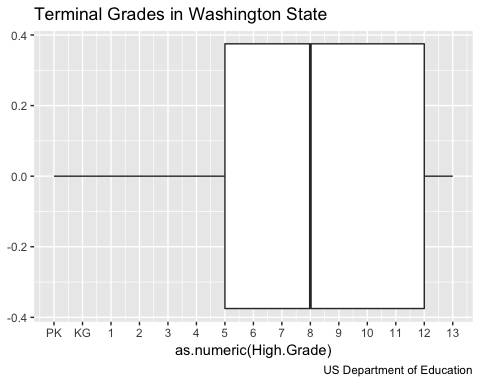 Terminal Grades in Washington State
0.4
0.2
0.0
-0.2
-0.4
PK KG 1 2 3 4 5 6 7 8 9 10 11 12 13
as.numeric(High.Grade)
US Department of Education